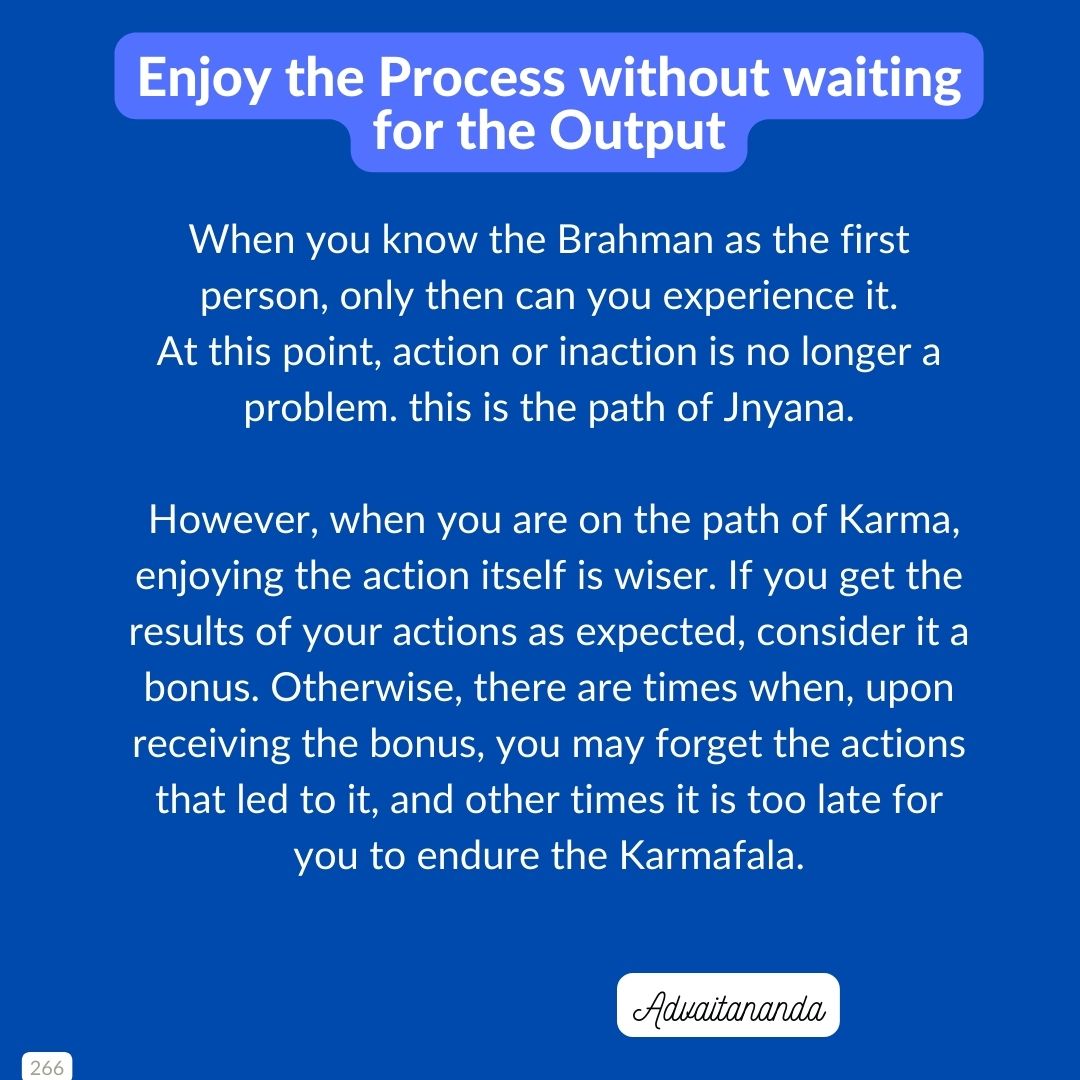 Enjoy the Process without waiting
for the Output
When you know the Brahman as the first
person, only then can you experience it.
At this point, action or inaction is no longer a
problem. this is the path of Jnyana.
However, when you are on the path of Karma,
enjoying the action itself is wiser. If you get the
results of your actions as expected, consider it a
bonus. Otherwise, there are times when, upon
receiving the bonus, you may forget the actions
that led to it, and other times it is too late for
you to endure the Karmafala.
Advaitananda
266